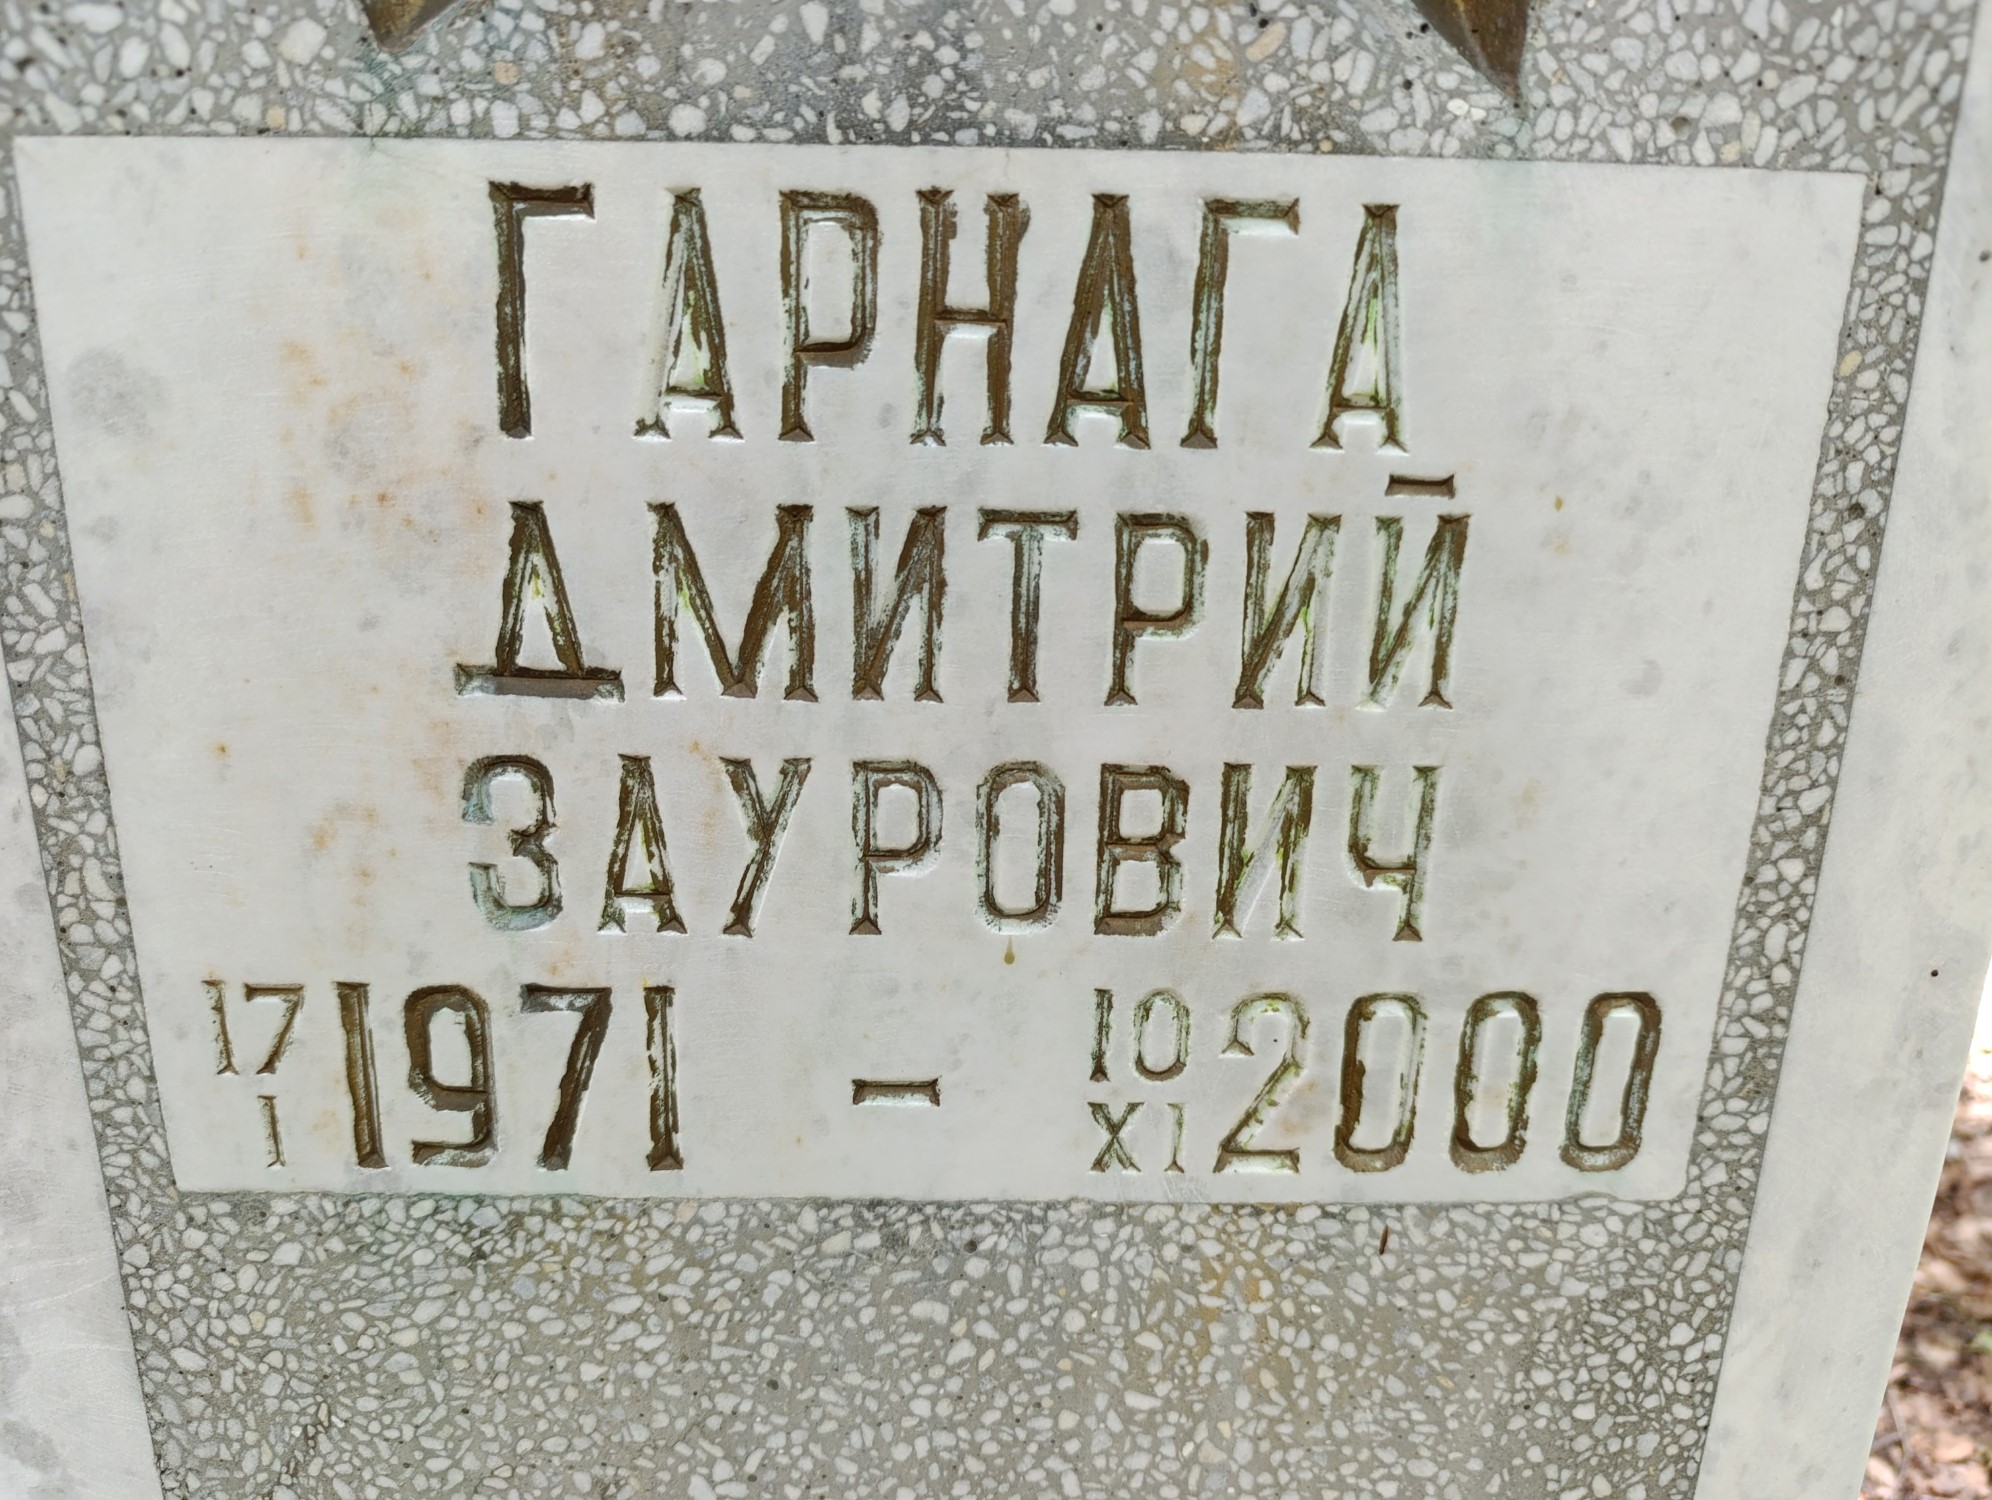 ГАРНАГА
ДМИТРИЙ
ЗАУРОВИЧ
17/I 1971 - 10/XI 2000